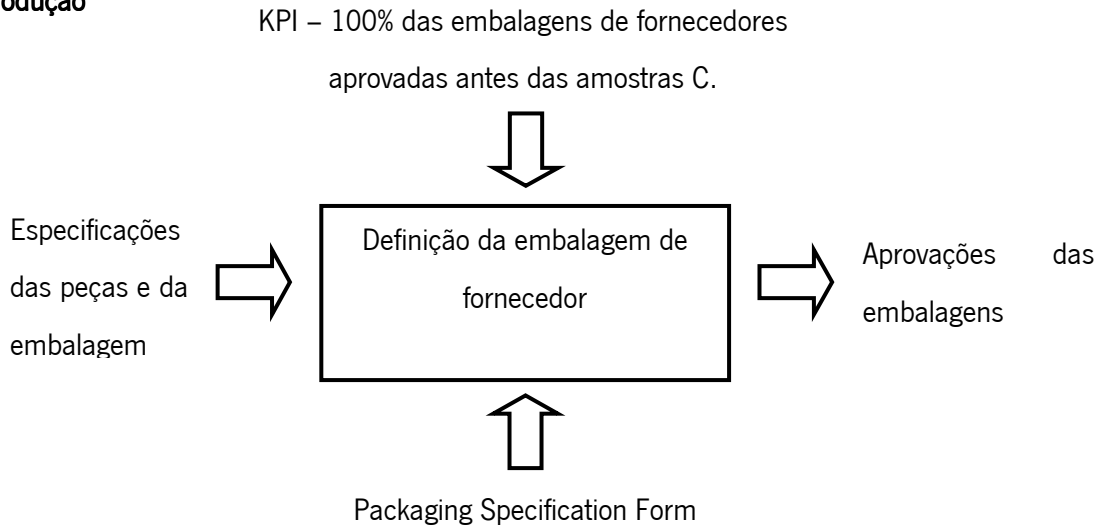 KPI – 100% das embalagens de fornecedores
aprovadas antes das amostras C.
Especificações
das peças e da
embalagem
Definição da embalagem de
fornecedor
Aprovações das
embalagens
Packaging Specification Form